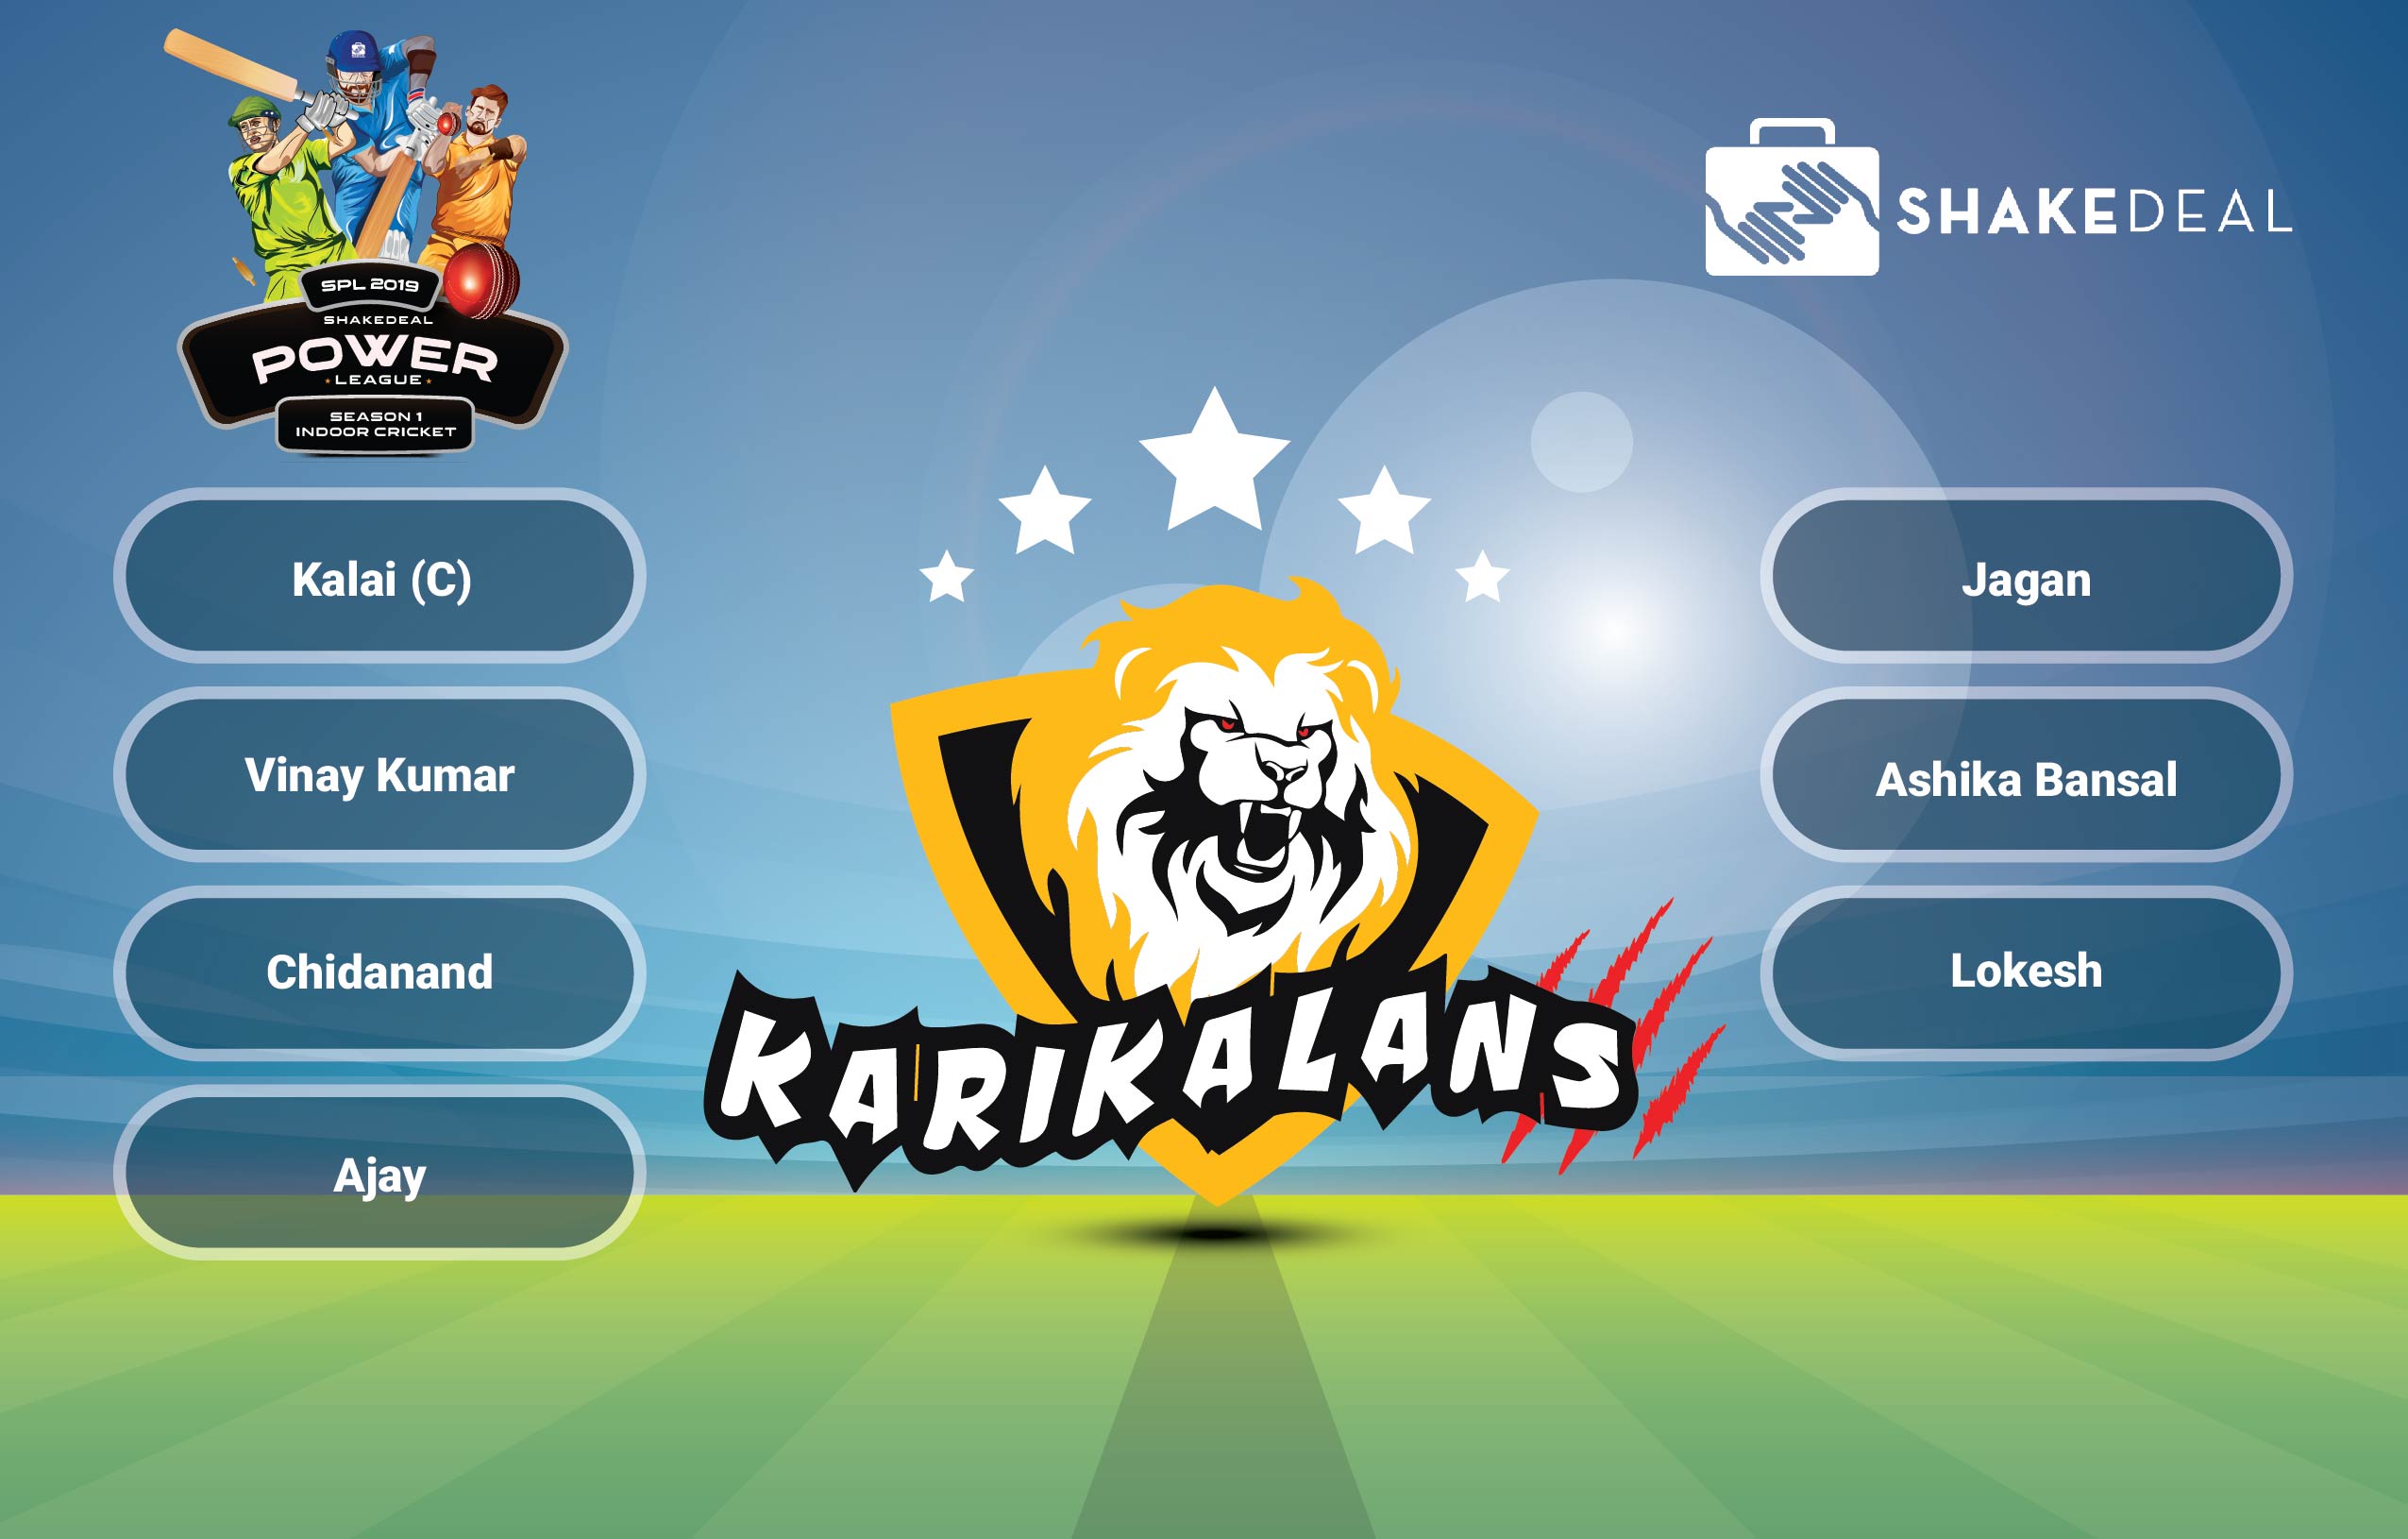 SPL 2019
SHAKEDEAL
POWER
LEAGUE
SEASON 1
INDOOR CRICKET
SHAKEDEAL
Kalai (C)
Vinay Kumar
Chidanand
Ajay
KARIKALANS
Jagan
Ashika Bansal
Lokesh